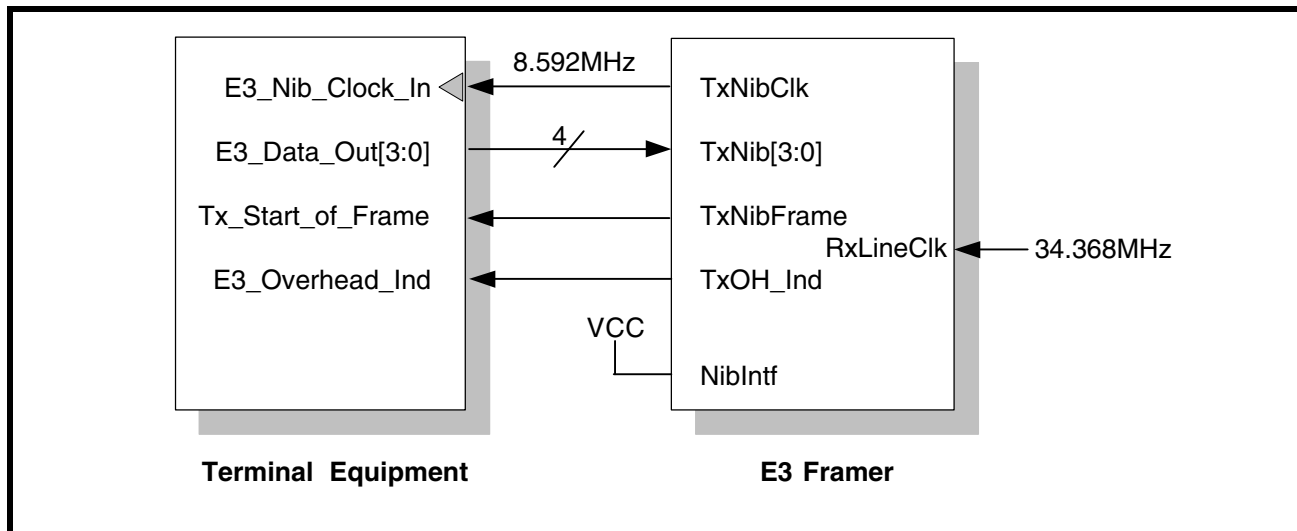 8.592MHz
E3_Nib_Clock_In
TxNibClk
4
E3_Data_Out[3:0]
TxNib[3:0]
Tx_Start_of_Frame
TxNibFrame
RxLineClk
34.368MHz
E3_Overhead_Ind
TxOH_Ind
VCC
NibIntf
Terminal Equipment
E3 Framer